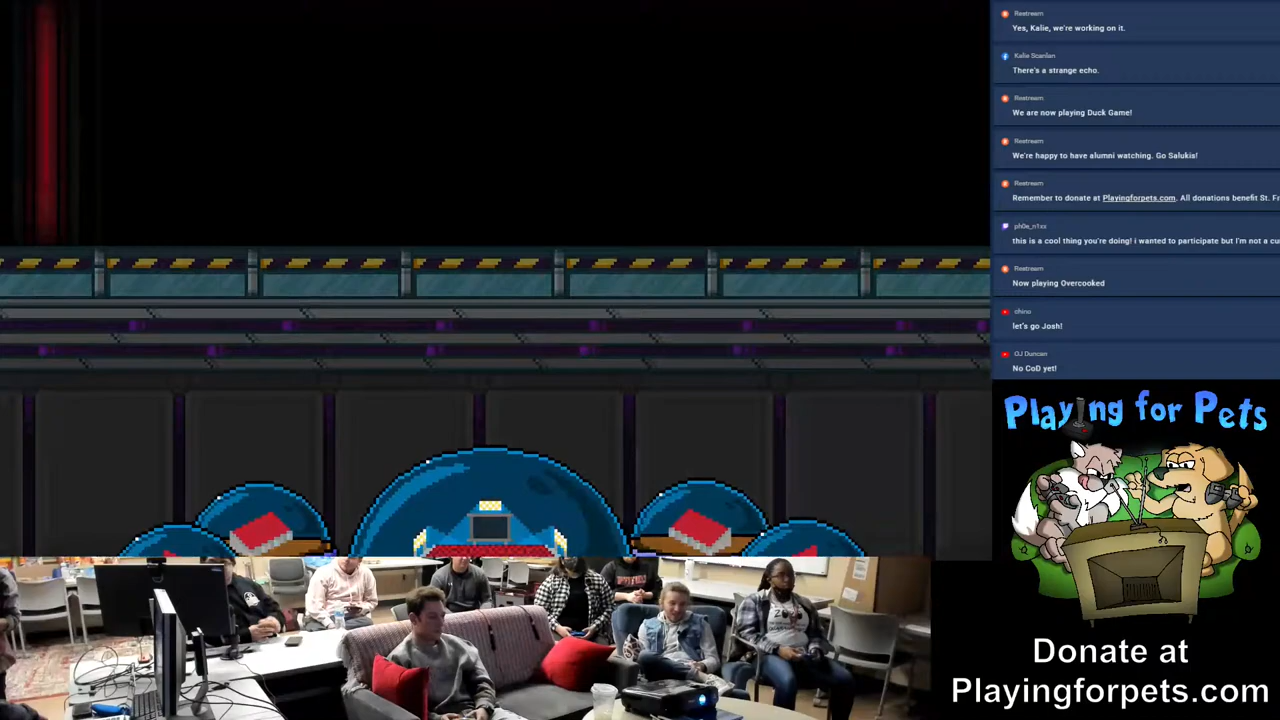 Restream
Yes, Kalie, we're working on it.
Kalie Scanlan
There's a strange echo.
Restream
We are now playing Duck Game!
Restream
We're happy to have alumni watching. Go Salukis!
Restream
Remember to donate at Playingforpets.com. All donations benefit St. Fr
ph0e_n1xx
this is a cool thing you're doing! i wanted to participate but I'm not a cu
Restream
Now playing Overcooked
chinu
let's go Josh!
OJ Duncan
No CoD yet!
Playing for Pets
Donate at
Playingforpets.com